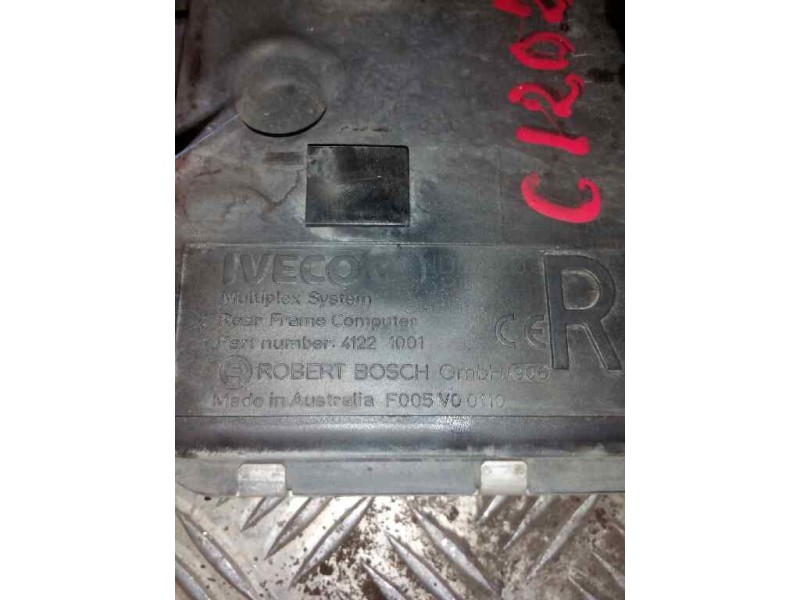 C1202
IVECO
Multiplex System
Rear Frame Computer
Part number: 4122 1001
CE R
ROBERT BOSCH GmbH
Made in Australia F005 V0 0110